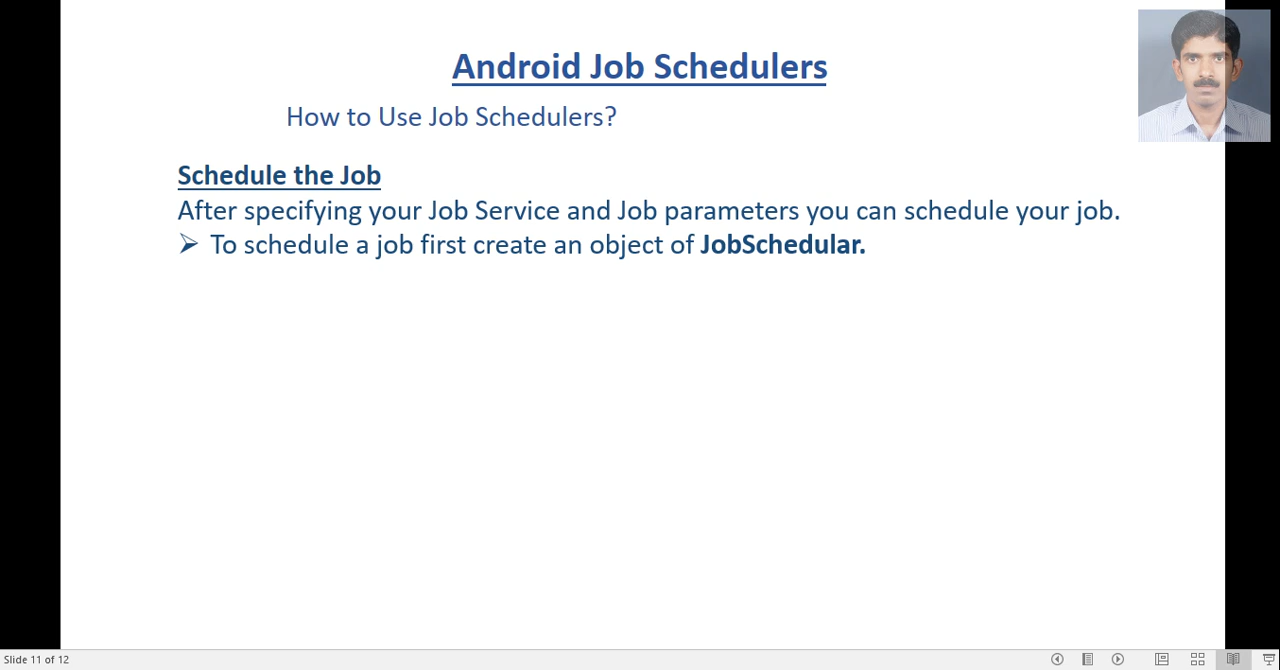 Android Job Schedulers
How to Use Job Schedulers?
Schedule the Job
After specifying your Job Service and Job parameters you can schedule your job.
➢ To schedule a job first create an object of JobSchedular.
Slide 11 of 12